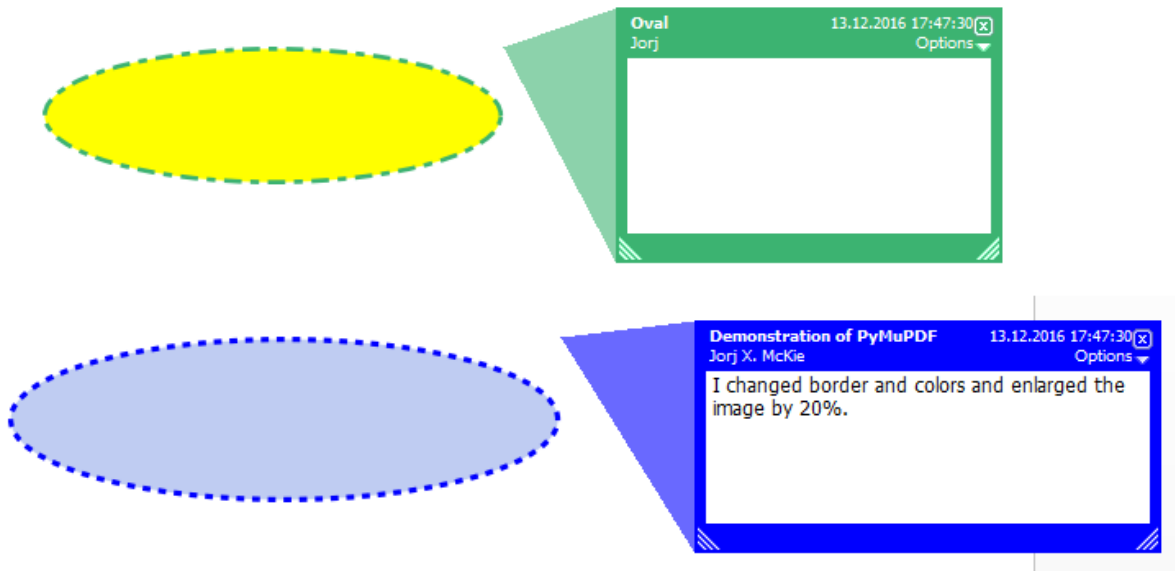 Oval 13.12.2016 17:47:30
Jorj Options
Demonstration of PyMuPDF 13.12.2016 17:47:30
Jorj X. McKie Options
I changed border and colors and enlarged the
image by 20%.